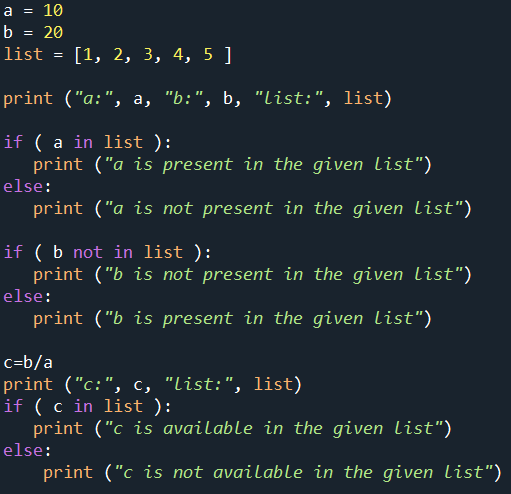 a = 10
b = 20
list = [1, 2, 3, 4, 5 ]
print ("a:", a, "b:", b, "list:", list)
if ( a in list ):
   print ("a is present in the given list")
else:
   print ("a is not present in the given list")
if ( b not in list ):
   print ("b is not present in the given list")
else:
   print ("b is present in the given list")
c=b/a
print ("c:", c, "list:", list)
if ( c in list ):
   print ("c is available in the given list")
else:
    print ("c is not available in the given list")